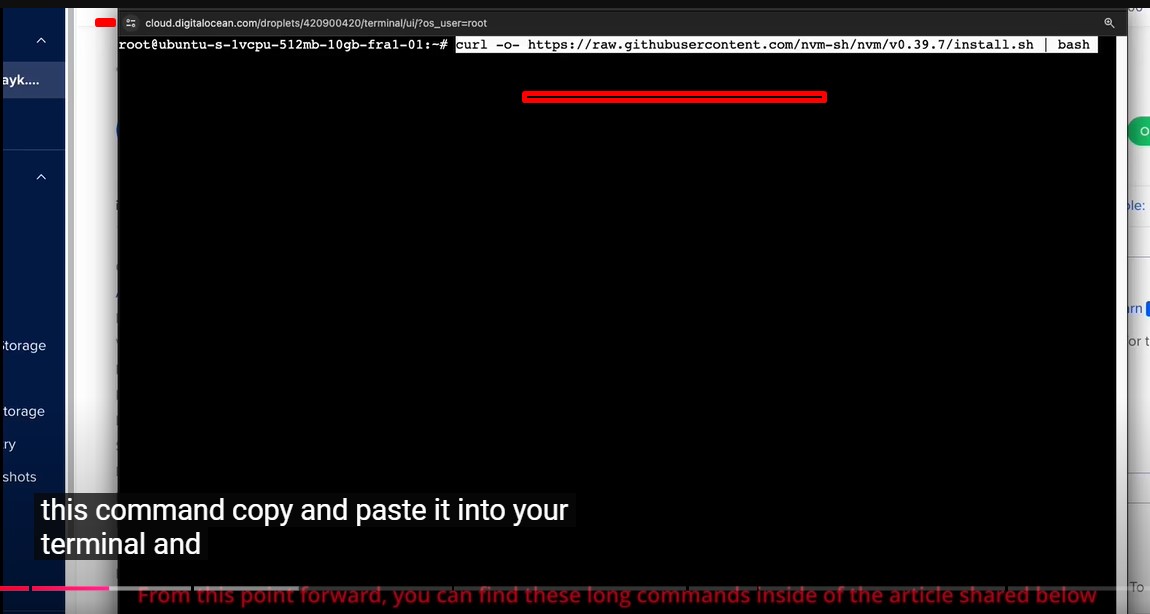 cloud.digitalocean.com/droplets/420900420/terminal/ui/?os_user=root
root@ubuntu-s-1vcpu-512mb-10gb-fra1-01:~# curl -o- https://raw.githubusercontent.com/nvm-sh/nvm/v0.39.7/install.sh | bash
ayk....
ple:
arn
or t
Storage
torage
ry
shots
this command copy and paste it into your
terminal and
To
From this point forward, you can find these long commands inside of the article shared below